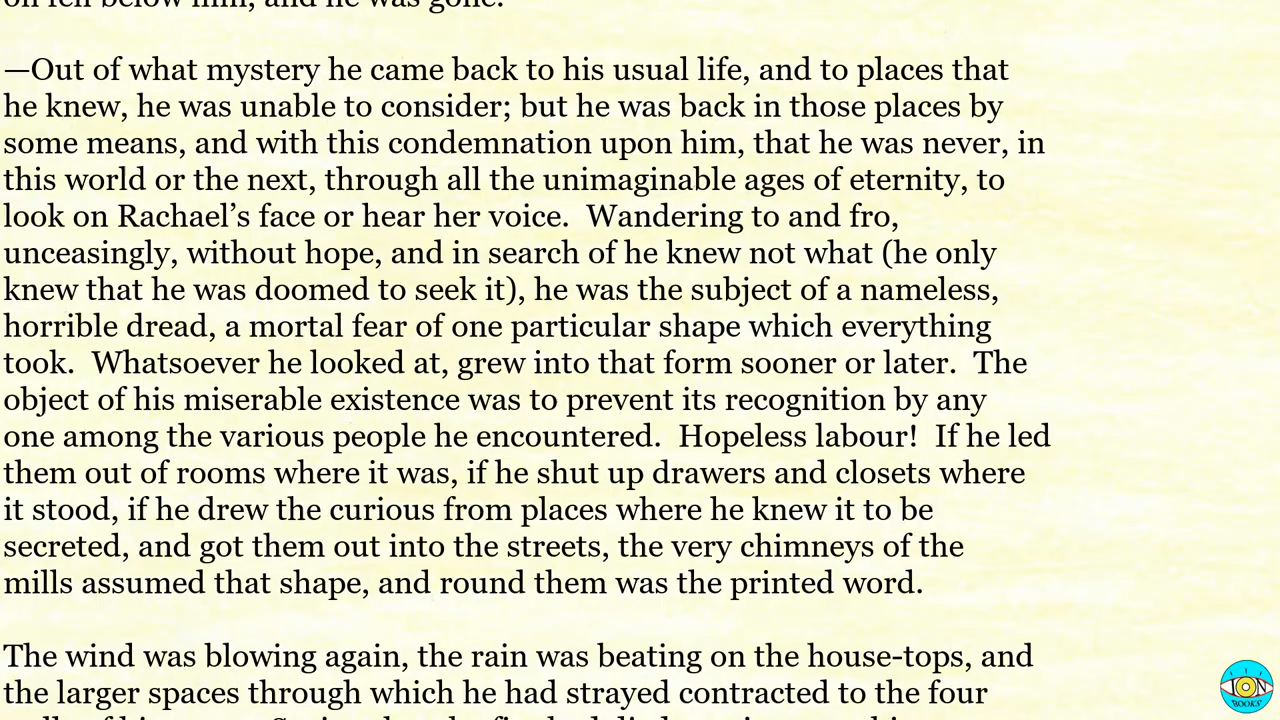 on fell below him, and he was gone.
—Out of what mystery he came back to his usual life, and to places that
he knew, he was unable to consider; but he was back in those places by
some means, and with this condemnation upon him, that he was never, in
this world or the next, through all the unimaginable ages of eternity, to
look on Rachael’s face or hear her voice.  Wandering to and fro,
unceasingly, without hope, and in search of he knew not what (he only
knew that he was doomed to seek it), he was the subject of a nameless,
horrible dread, a mortal fear of one particular shape which everything
took.  Whatsoever he looked at, grew into that form sooner or later.  The
object of his miserable existence was to prevent its recognition by any
one among the various people he encountered.  Hopeless labour!  If he led
them out of rooms where it was, if he shut up drawers and closets where
it stood, if he drew the curious from places where he knew it to be
secreted, and got them out into the streets, the very chimneys of the
mills assumed that shape, and round them was the printed word.
The wind was blowing again, the rain was beating on the house-tops, and
the larger spaces through which he had strayed contracted to the four
ION
BOOKS